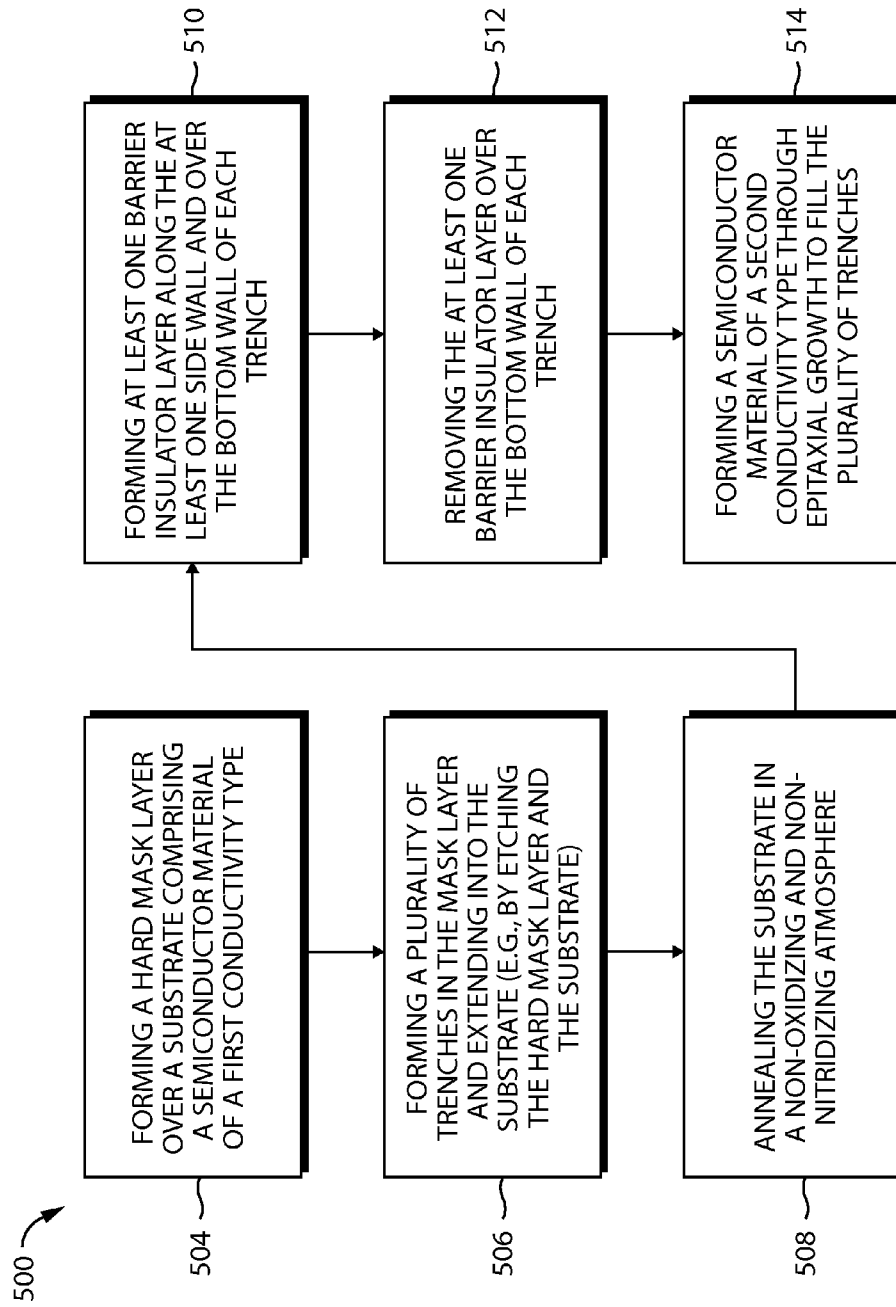 500
504
FORMING A HARD MASK LAYER
OVER A SUBSTRATE COMPRISING
A SEMICONDUCTOR MATERIAL
OF A FIRST CONDUCTIVITY TYPE
506
FORMING A PLURALITY OF
TRENCHES IN THE MASK LAYER
AND EXTENDING INTO THE
SUBSTRATE (E.G., BY ETCHING
THE HARD MASK LAYER AND
THE SUBSTRATE)
508
ANNEALING THE SUBSTRATE IN
A NON-OXIDIZING AND NON-
NITRIDIZING ATMOSPHERE
FORMING AT LEAST ONE BARRIER
INSULATOR LAYER ALONG THE AT
LEAST ONE SIDE WALL AND OVER
THE BOTTOM WALL OF EACH
TRENCH
510
REMOVING THE AT LEAST ONE
BARRIER INSULATOR LAYER OVER
THE BOTTOM WALL OF EACH
TRENCH
512
FORMING A SEMICONDUCTOR
MATERIAL OF A SECOND
CONDUCTIVITY TYPE THROUGH
EPITAXIAL GROWTH TO FILL THE
PLURALITY OF TRENCHES
514